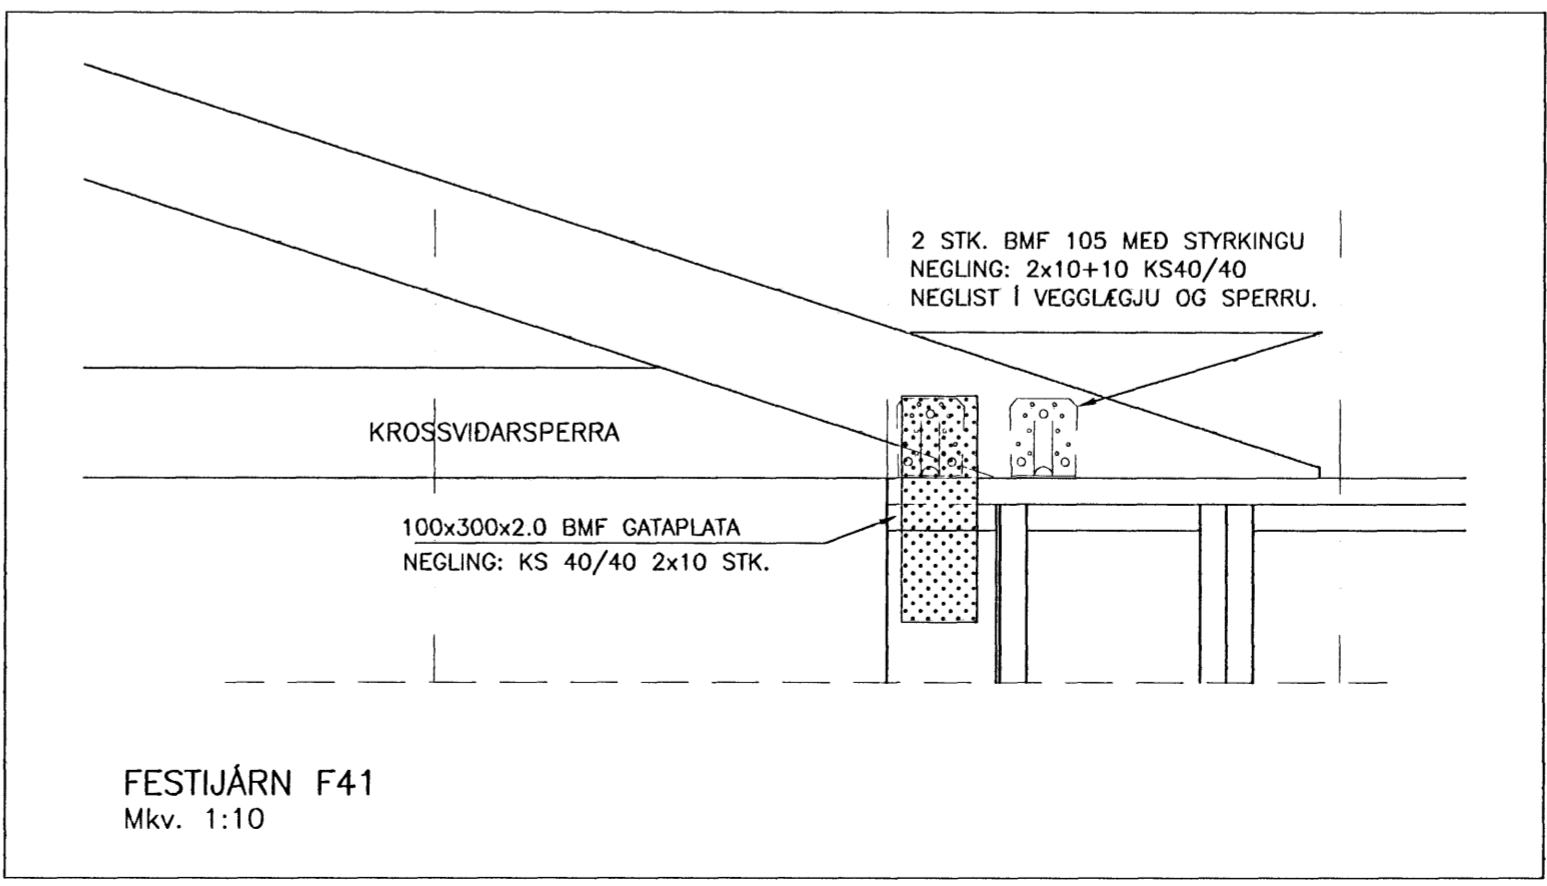 2 STK. BMF 105 MEÐ STYRKINGU
NEGLING: 2x10+10 KS40/40
NEGLIST Í VEGGLÆGJU OG SPERRU.
KROSSVIÐARSPERRA
100x300x2.0 BMF GATAPLATA
NEGLING: KS 40/40 2x10 STK.
FESTIJÁRN F41
Mkv. 1:10